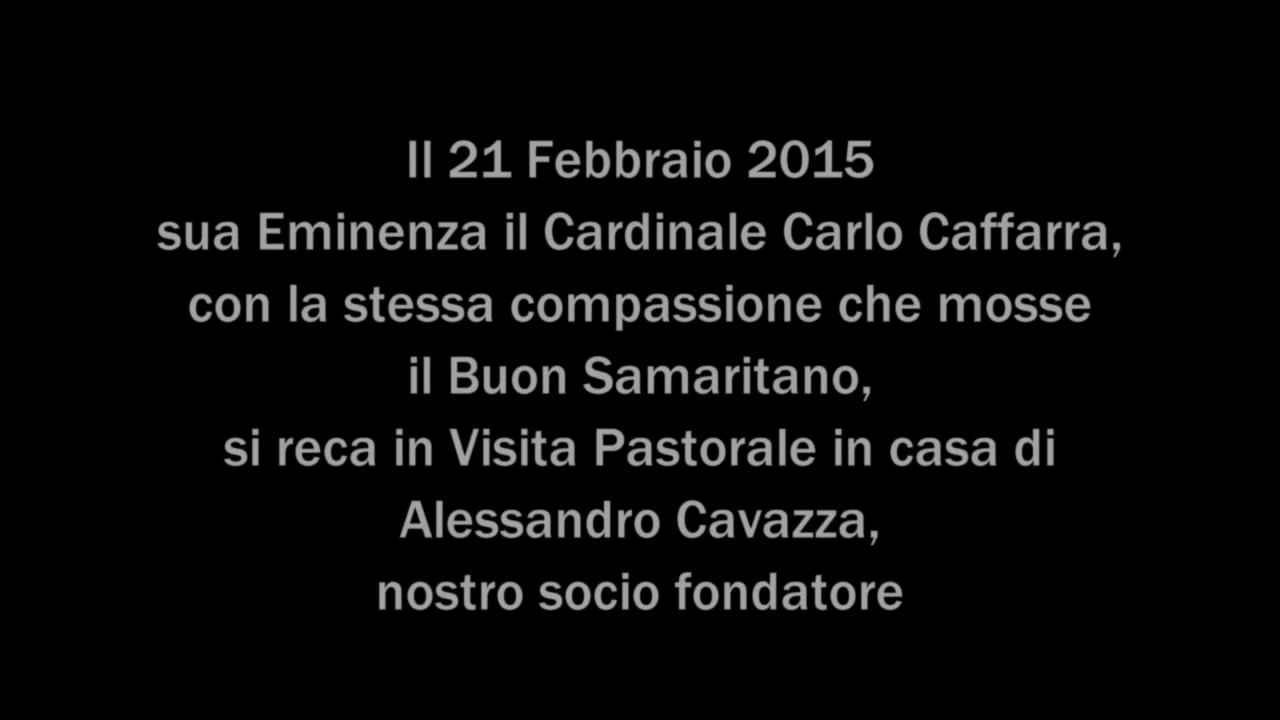 Il 21 Febbraio 2015
sua Eminenza il Cardinale Carlo Caffarra,
con la stessa compassione che mosse
il Buon Samaritano,
si reca in Visita Pastorale in casa di
Alessandro Cavazza,
nostro socio fondatore